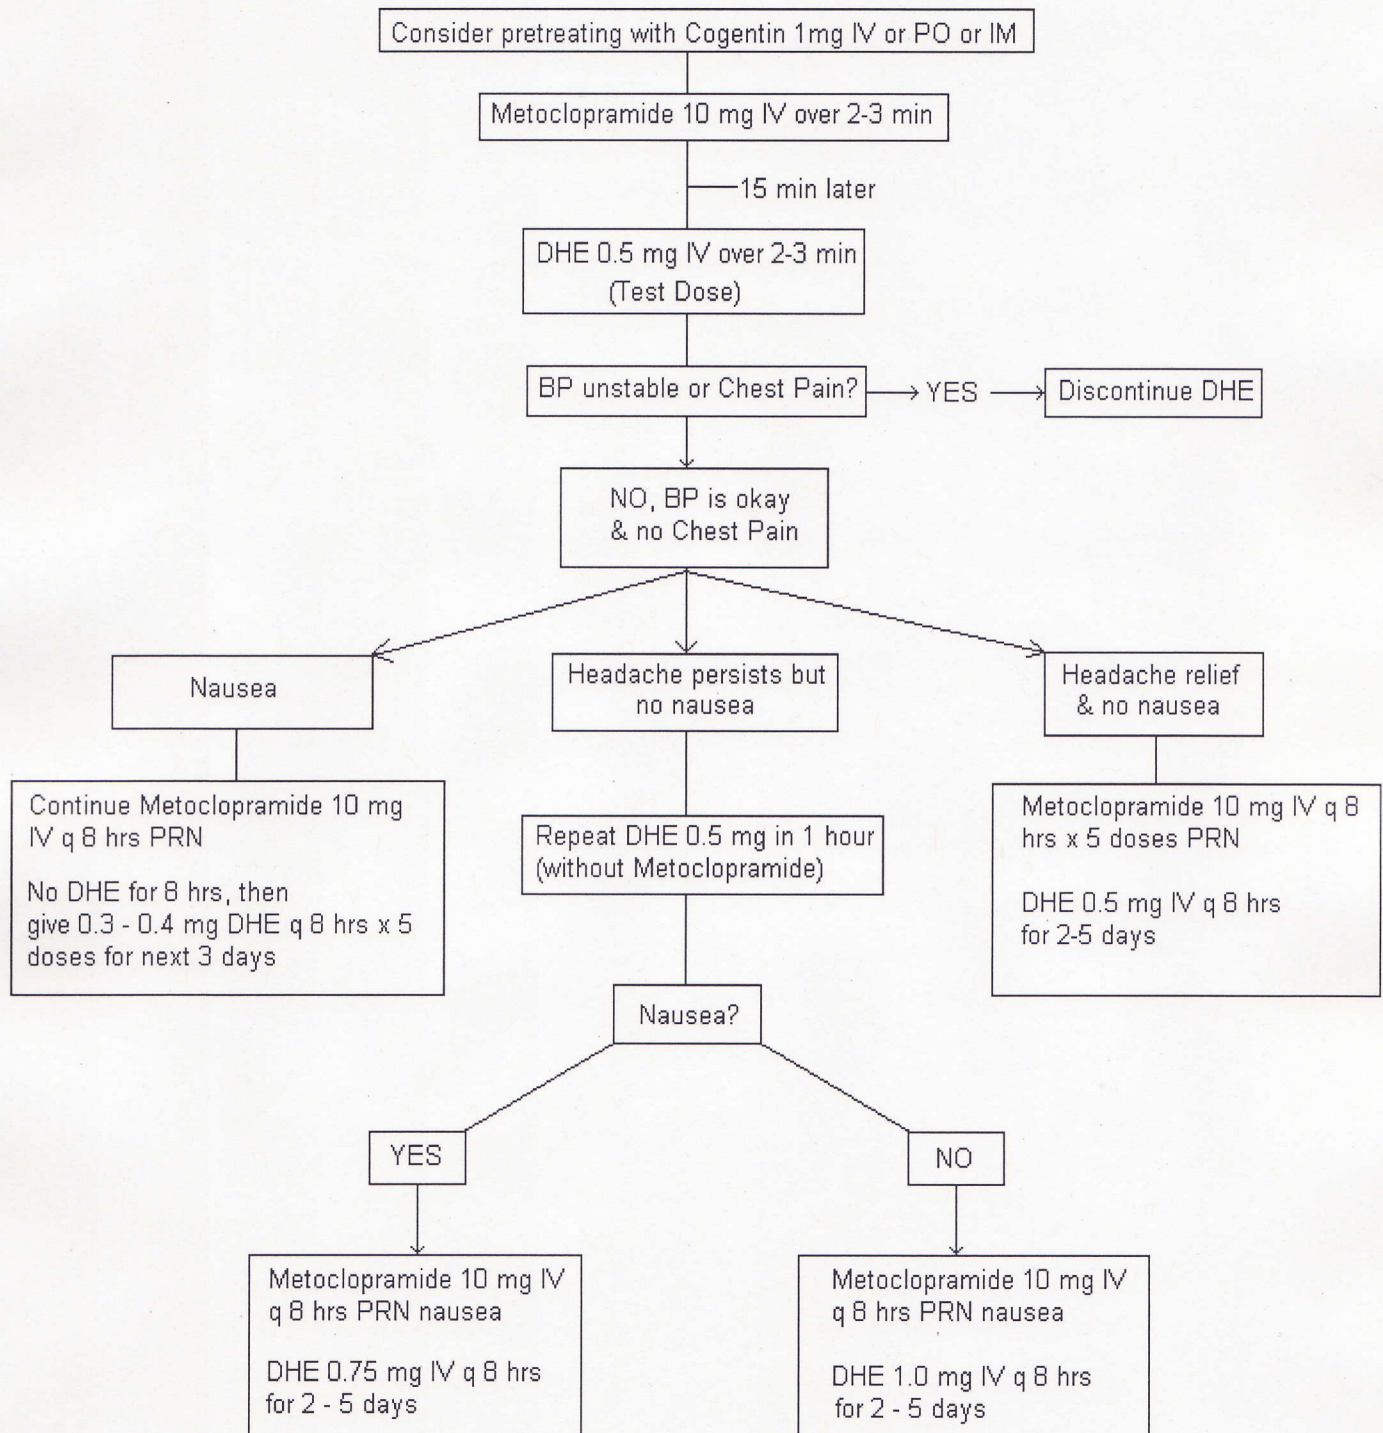 Consider pretreating with Cogentin 1mg IV or PO or IM
Metoclopramide 10 mg IV over 2-3 min
15 min later
DHE 0.5 mg IV over 2-3 min
(Test Dose)
BP unstable or Chest Pain?
YES
Discontinue DHE
NO, BP is okay
& no Chest Pain
Nausea
Continue Metoclopramide 10 mg
IV q 8 hrs PRN
No DHE for 8 hrs, then
give 0.3 - 0.4 mg DHE q 8 hrs x 5
doses for next 3 days
Headache persists but
no nausea
Repeat DHE 0.5 mg in 1 hour
(without Metoclopramide)
Headache relief
& no nausea
Metoclopramide 10 mg IV q 8
hrs x 5 doses PRN
DHE 0.5 mg IV q 8 hrs
for 2-5 days
Nausea?
YES
Metoclopramide 10 mg IV
q 8 hrs PRN nausea
DHE 0.75 mg IV q 8 hrs
for 2 - 5 days
NO
Metoclopramide 10 mg IV
q 8 hrs PRN nausea
DHE 1.0 mg IV q 8 hrs
for 2 - 5 days